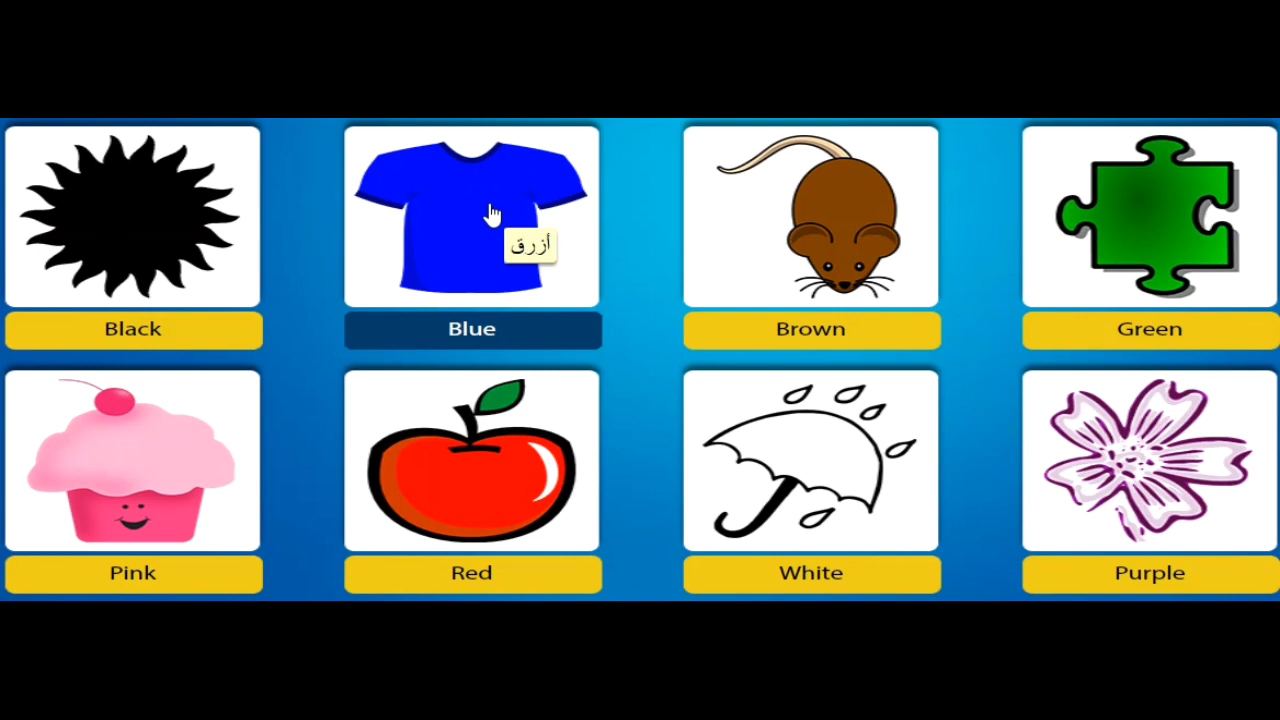 أزرق
Black
Blue
Brown
Green
Pink
Red
White
Purple